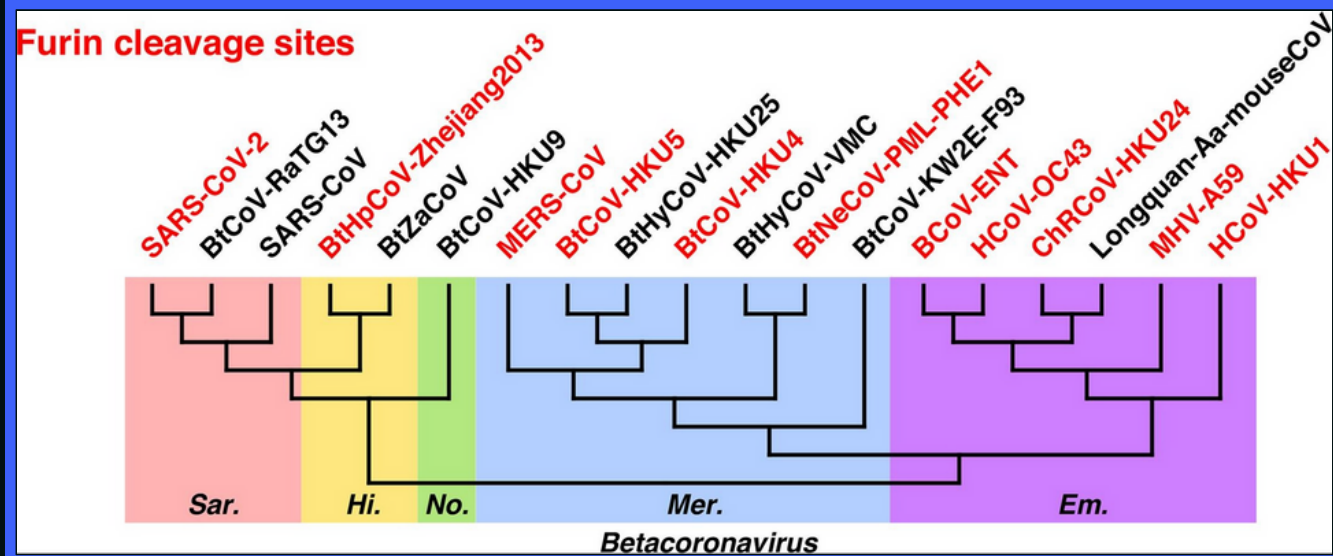 Furin cleavage sites
SARS-CoV-2
BtCoV-RaTG13
SARS-CoV
BtHpCoV-Zhejiang2013
BtZaCoV
BtCoV-HKU9
MERS-CoV
BtCoV-HKU5
BtHyCoV-HKU25
BtCoV-HKU4
BtHyCoV-VMC
BtNeCoV-PML-PHE1
BtCoV-KW2E-F93
BCoV-ENT
HCoV-OC43
ChRCoV-HKU24
Longquan-Aa-mouseCoV
MHV-A59
HCoV-HKU1
Sar.
Hi.
No.
Mer.
Em.
Betacoronavirus